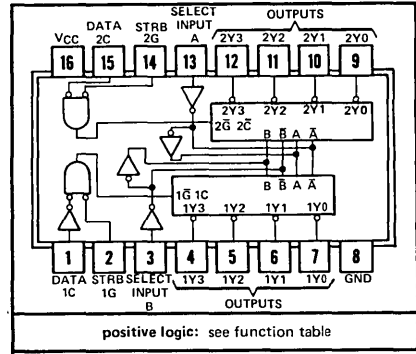 DATA 2C
STRB 2G
SELECT INPUT A
OUTPUTS
VCC
2Y3 2Y2 2Y1 2Y0
16 15 14 13 12 11 10 9
2Y3 2Y2 2Y1 2Y0
2G̅ 2C̅
B B̅ A A̅
B B̅ A A̅
1G̅ 1C
1Y3 1Y2 1Y1 1Y0
1 2 3 4 5 6 7 8
DATA 1C
STRB 1G
SELECT INPUT B
1Y3 1Y2 1Y1 1Y0
GND
OUTPUTS
positive logic: see function table